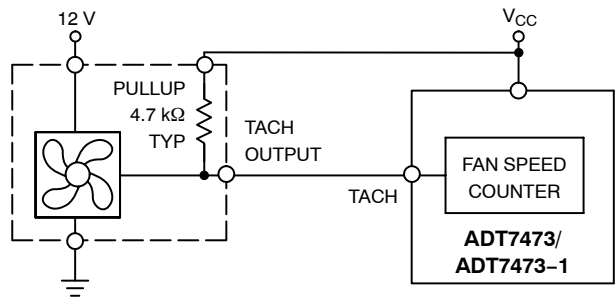 12 V
VCC
PULLUP
4.7 kΩ
TYP
TACH
OUTPUT
TACH
FAN SPEED
COUNTER
ADT7473/
ADT7473−1